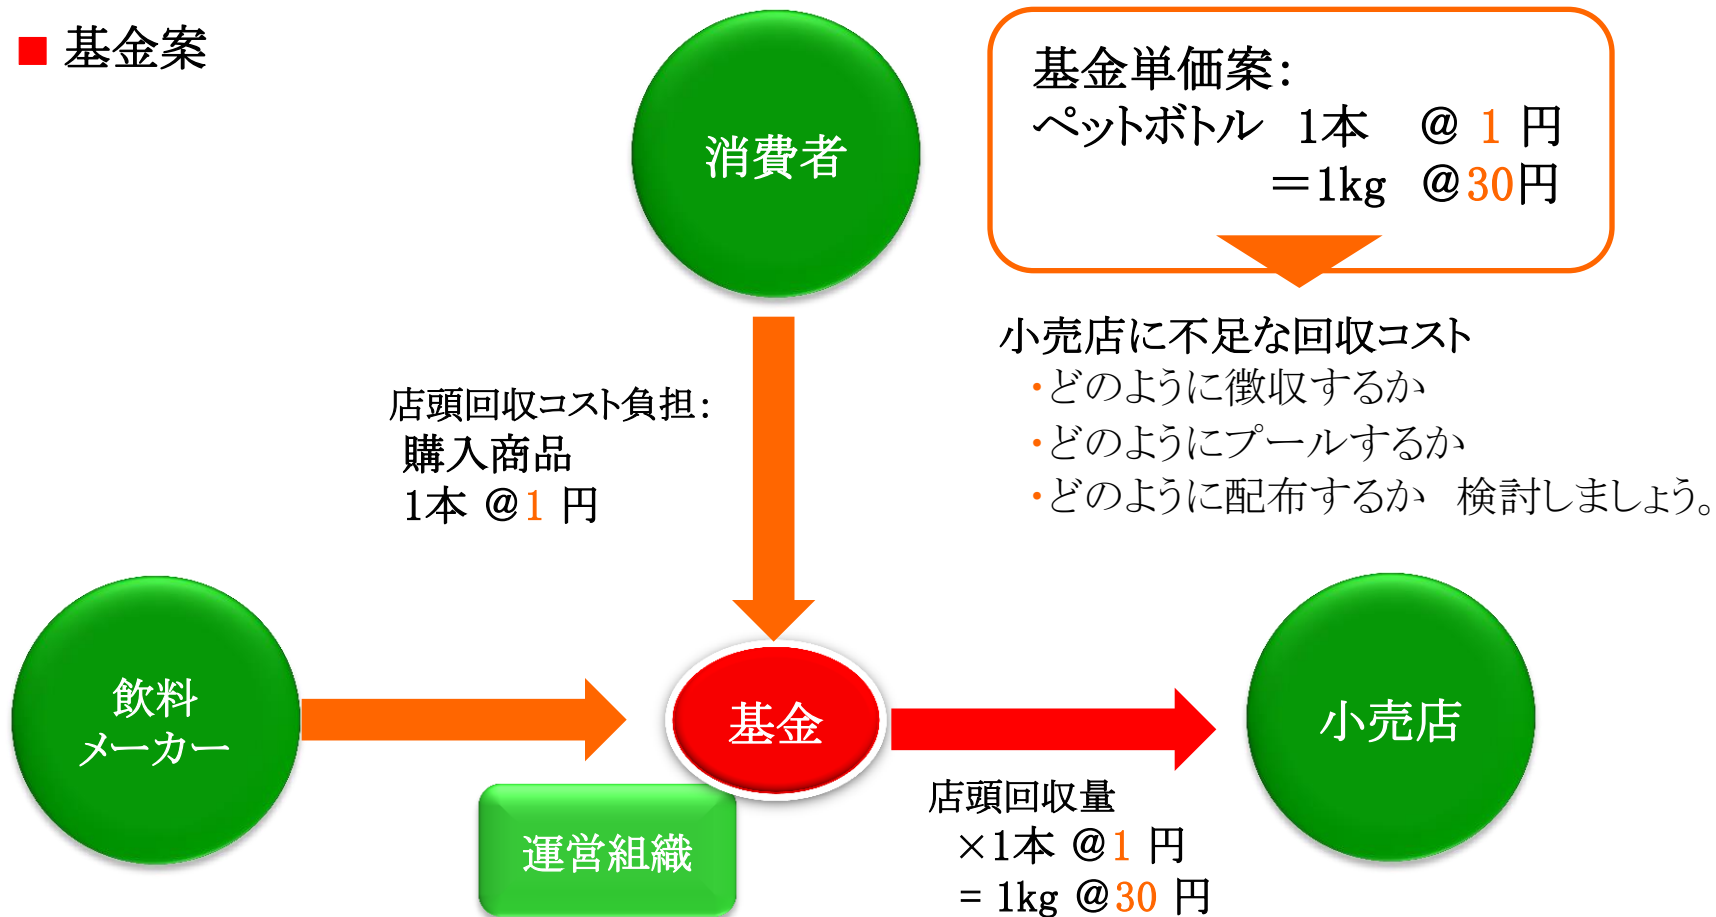 ■ 基金案
消費者
基金単価案：
ペットボトル 1本 @ 1 円
＝1kg @30円
小売店に不足な回収コスト
・どのように徴収するか
・どのようにプールするか
・どのように配布するか 検討しましょう。
店頭回収コスト負担：
購入商品
1本 @1 円
飲料
メーカー
基金
小売店
運営組織
店頭回収量
×1本 @1 円
= 1kg @30 円